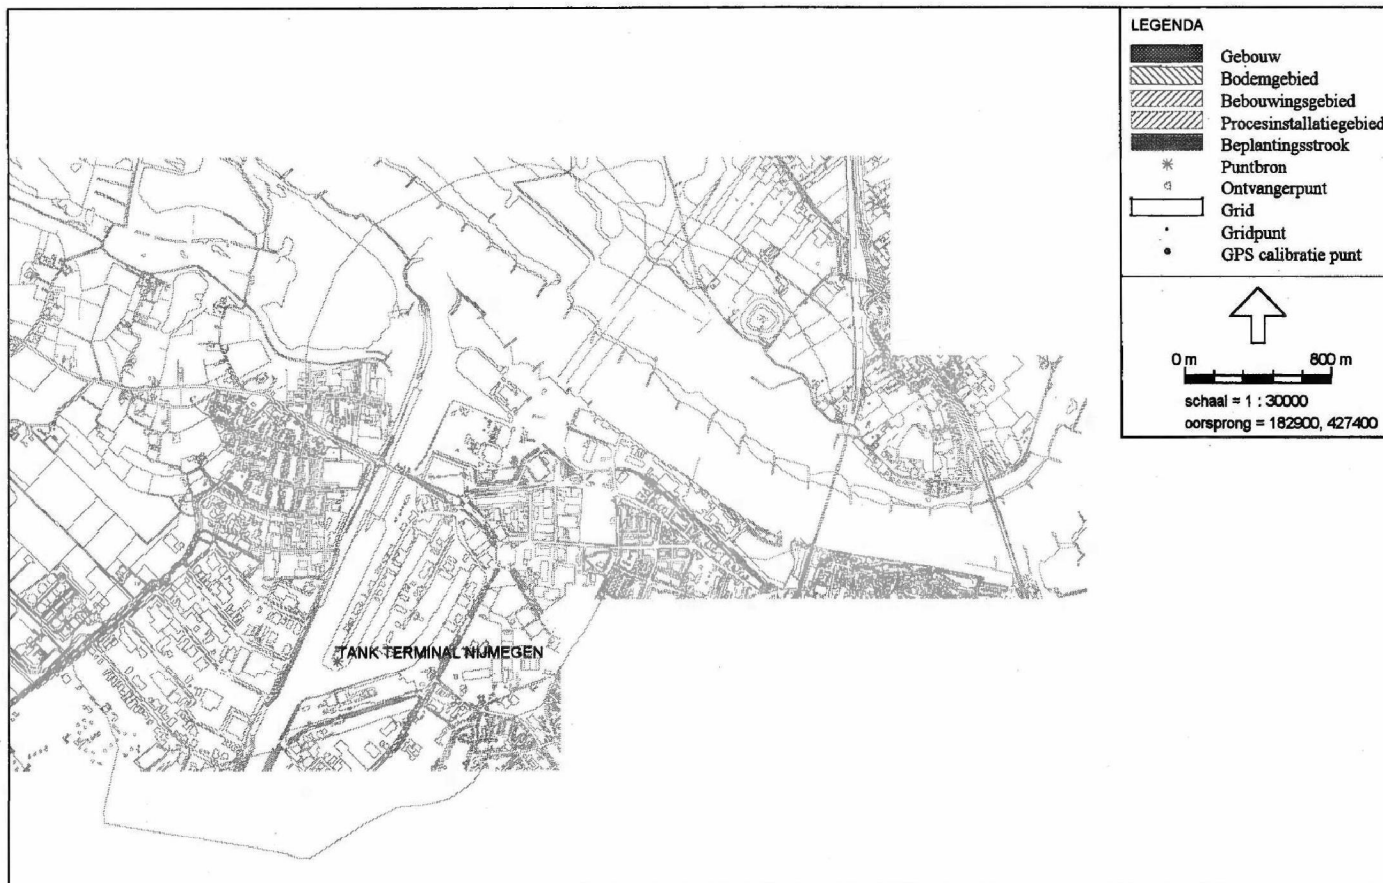 LEGENDA
Gebouw
Bodemgebied
Bebouwingsgebied
Procesinstallatiegebied
Beplantingsstrook
Puntbron
Ontvangerpunt
Grid
Gridpunt
GPS calibratie punt
0 m 800 m
schaal = 1 : 30000
oorsprong = 182900, 427400
TANK TERMINAL NIJMEGEN